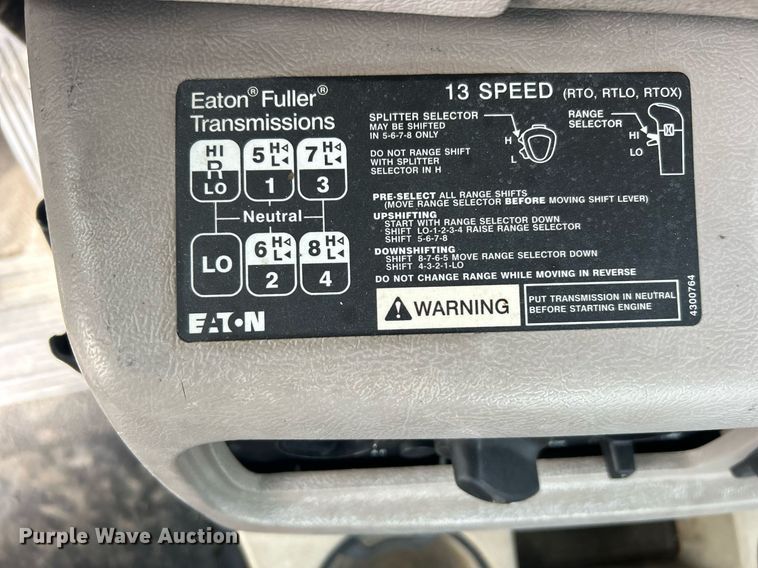 Eaton® Fuller®
Transmissions
13 SPEED (RTO, RTLO, RTOX)
SPLITTER SELECTOR
MAY BE SHIFTED
IN 5-6-7-8 ONLY
DO NOT RANGE SHIFT
WITH SPLITTER
SELECTOR IN H
H
L
RANGE
SELECTOR
HI
LO
HI
R
LO
5 H
L
1
7 H
L
3
Neutral
LO
6 H
L
2
8 H
L
4
PRE-SELECT ALL RANGE SHIFTS
(MOVE RANGE SELECTOR BEFORE MOVING SHIFT LEVER)
UPSHIFTING
START WITH RANGE SELECTOR DOWN
SHIFT LO-1-2-3-4 RAISE RANGE SELECTOR
SHIFT 5-6-7-8
DOWNSHIFTING
SHIFT 8-7-6-5 MOVE RANGE SELECTOR DOWN
SHIFT 4-3-2-1-LO
DO NOT CHANGE RANGE WHILE MOVING IN REVERSE
WARNING
PUT TRANSMISSION IN NEUTRAL
BEFORE STARTING ENGINE
4300764
EATON
Purple Wave Auction